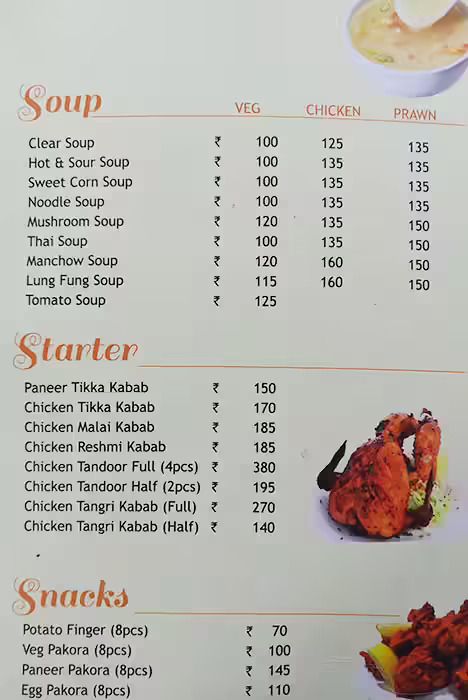 Soup VEG CHICKEN PRAWN
Clear Soup ₹ 100 125 135
Hot & Sour Soup ₹ 100 135 135
Sweet Corn Soup ₹ 100 135 135
Noodle Soup ₹ 100 135 135
Mushroom Soup ₹ 120 135 150
Thai Soup ₹ 100 135 150
Manchow Soup ₹ 120 160 150
Lung Fung Soup ₹ 115 160 150
Tomato Soup ₹ 125
Starter
Paneer Tikka Kabab ₹ 150
Chicken Tikka Kabab ₹ 170
Chicken Malai Kabab ₹ 185
Chicken Reshmi Kabab ₹ 185
Chicken Tandoor Full (4pcs) ₹ 380
Chicken Tandoor Half (2pcs) ₹ 195
Chicken Tangri Kabab (Full) ₹ 270
Chicken Tangri Kabab (Half) ₹ 140
Snacks
Potato Finger (8pcs) ₹ 70
Veg Pakora (8pcs) ₹ 100
Paneer Pakora (8pcs) ₹ 145
Egg Pakora (8pcs) ₹ 110